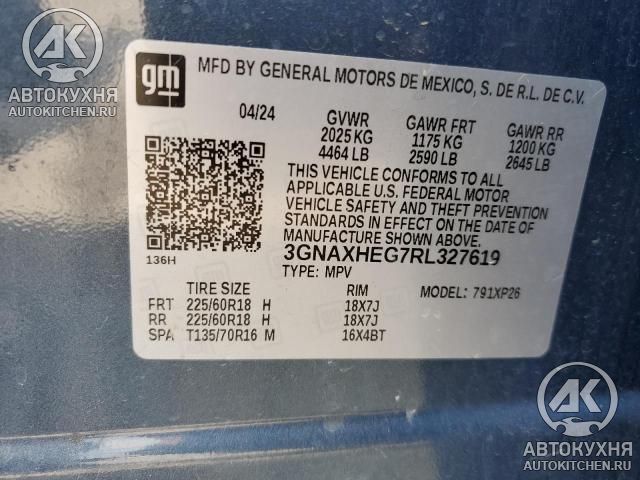 gm
MFD BY GENERAL MOTORS DE MEXICO, S. DE R.L. DE C.V.
04/24 GVWR GAWR FRT GAWR RR
2025 KG 1175 KG 1200 KG
4464 LB 2590 LB 2645 LB
THIS VEHICLE CONFORMS TO ALL
APPLICABLE U.S. FEDERAL MOTOR
VEHICLE SAFETY AND THEFT PREVENTION
STANDARDS IN EFFECT ON THE DATE OF
MANUFACTURE SHOWN ABOVE.
136H
3GNAXHEG7RL327619
TYPE: MPV
TIRE SIZE RIM MODEL: 791XP26
FRT 225/60R18 H 18X7J
RR 225/60R18 H 18X7J
SPA T135/70R16 M 16X4BT
АК
АВТОКУХНЯ
AUTOKITCHEN.RU
АК
АВТОКУХНЯ
AUTOKITCHEN.RU